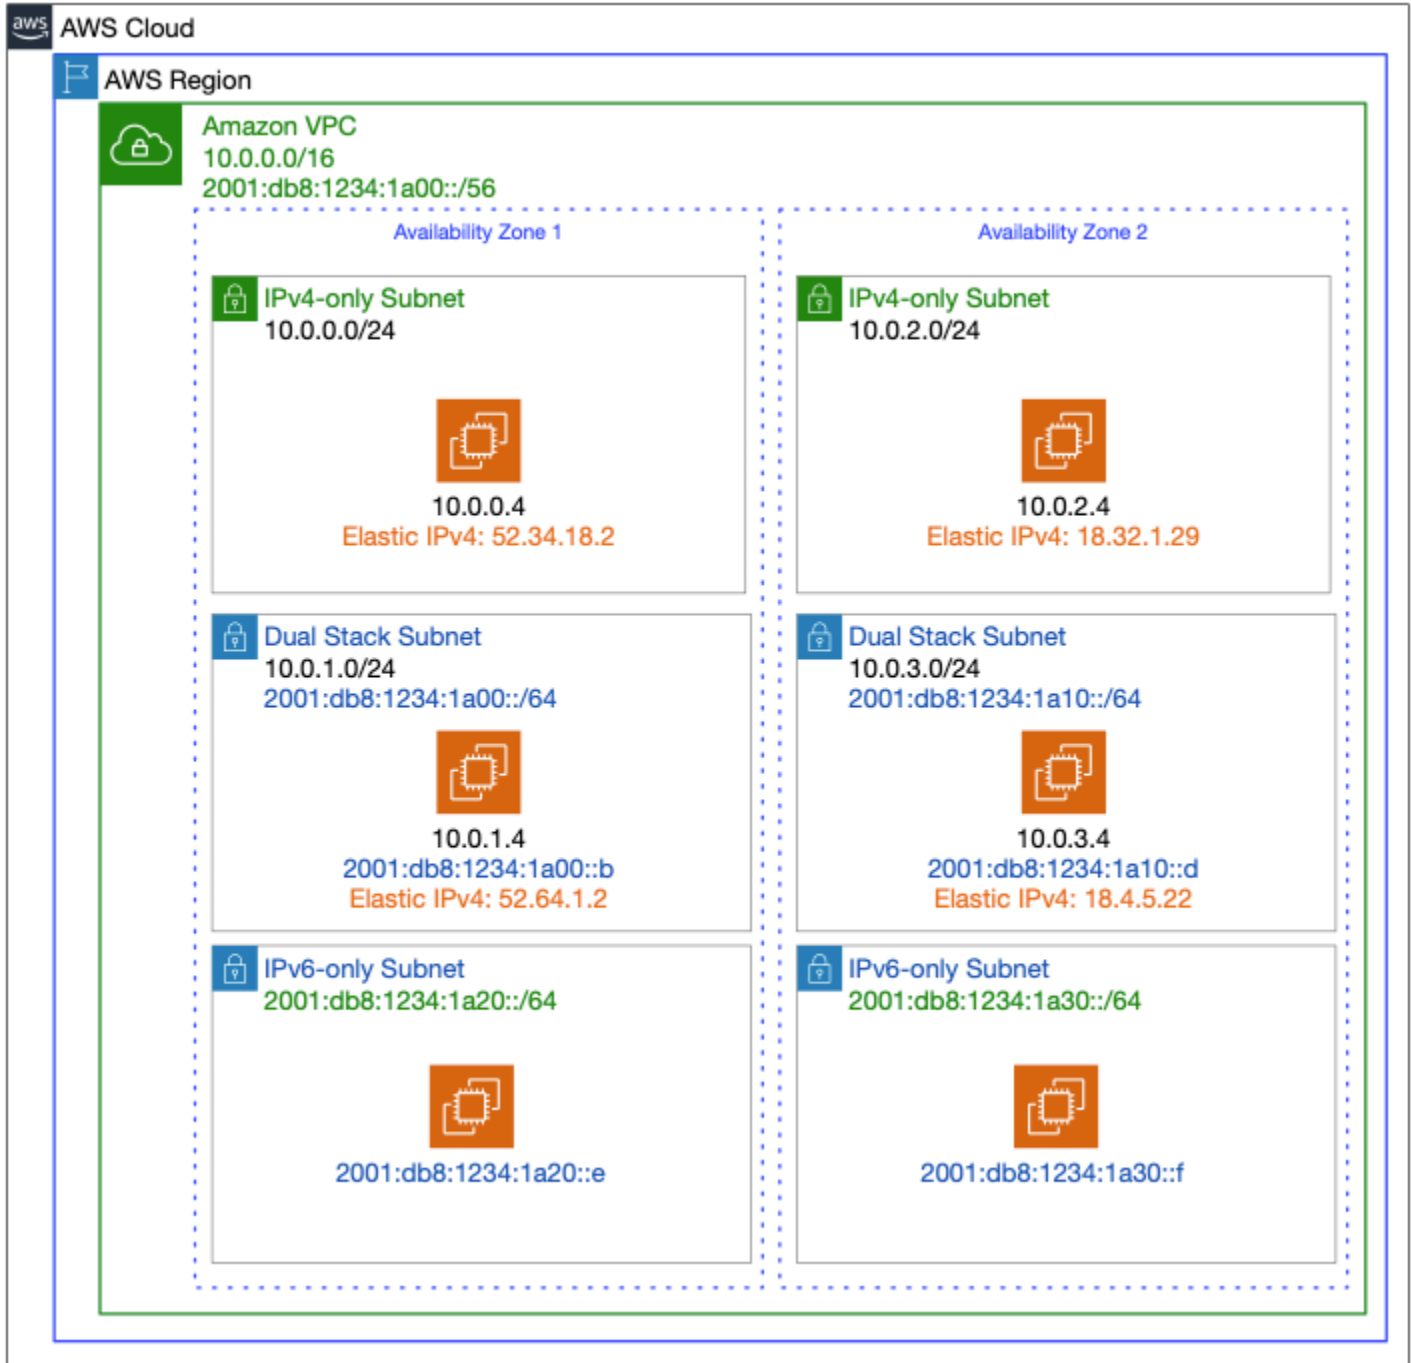 aws
AWS Cloud
AWS Region
Amazon VPC
10.0.0.0/16
2001:db8:1234:1a00::/56
Availability Zone 1
IPv4-only Subnet
10.0.0.0/24
10.0.0.4
Elastic IPv4: 52.34.18.2
Dual Stack Subnet
10.0.1.0/24
2001:db8:1234:1a00::/64
10.0.1.4
2001:db8:1234:1a00::b
Elastic IPv4: 52.64.1.2
IPv6-only Subnet
2001:db8:1234:1a20::/64
2001:db8:1234:1a20::e
Availability Zone 2
IPv4-only Subnet
10.0.2.0/24
10.0.2.4
Elastic IPv4: 18.32.1.29
Dual Stack Subnet
10.0.3.0/24
2001:db8:1234:1a10::/64
10.0.3.4
2001:db8:1234:1a10::d
Elastic IPv4: 18.4.5.22
IPv6-only Subnet
2001:db8:1234:1a30::/64
2001:db8:1234:1a30::f